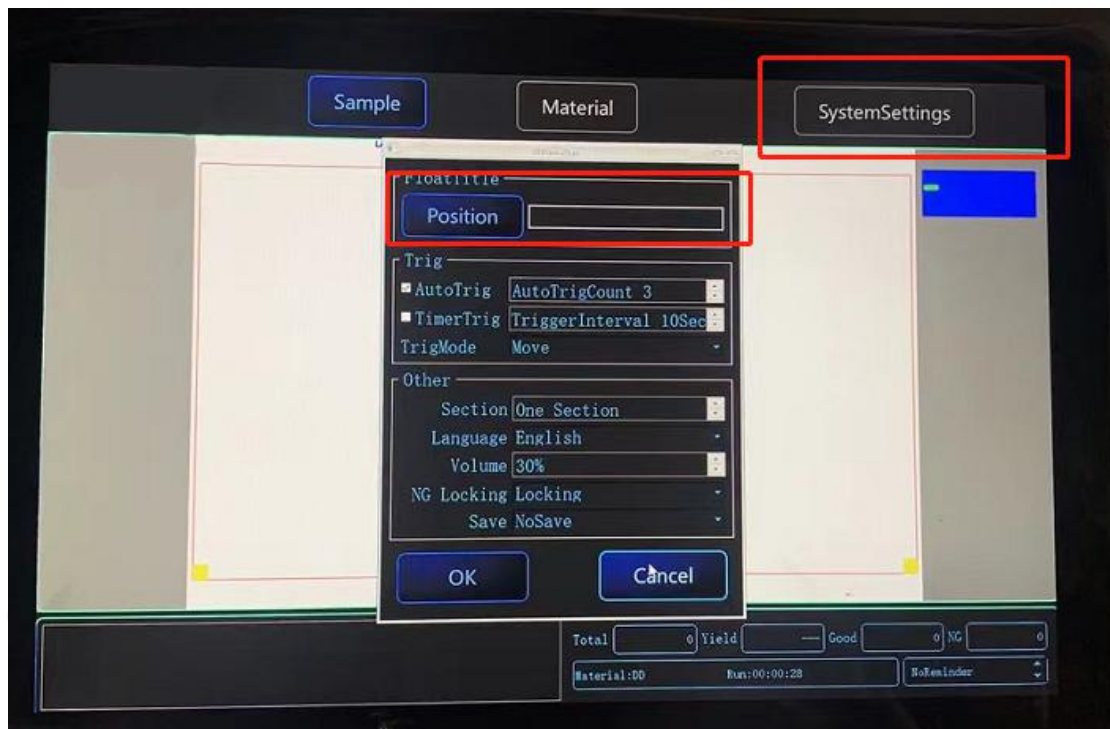 Sample
Material
SystemSettings
FloatTitle
Position
Trig
AutoTrig AutoTrigCount 3
TimerTrig TriggerInterval 10Sec
TrigMode Move
Other
Section One Section
Language English
Volume 30%
NG Locking Locking
Save NoSave
OK
Cancel
Total 0 Yield --- Good 0 NG 0
Material:DD Run:00:00:28 NoReminder